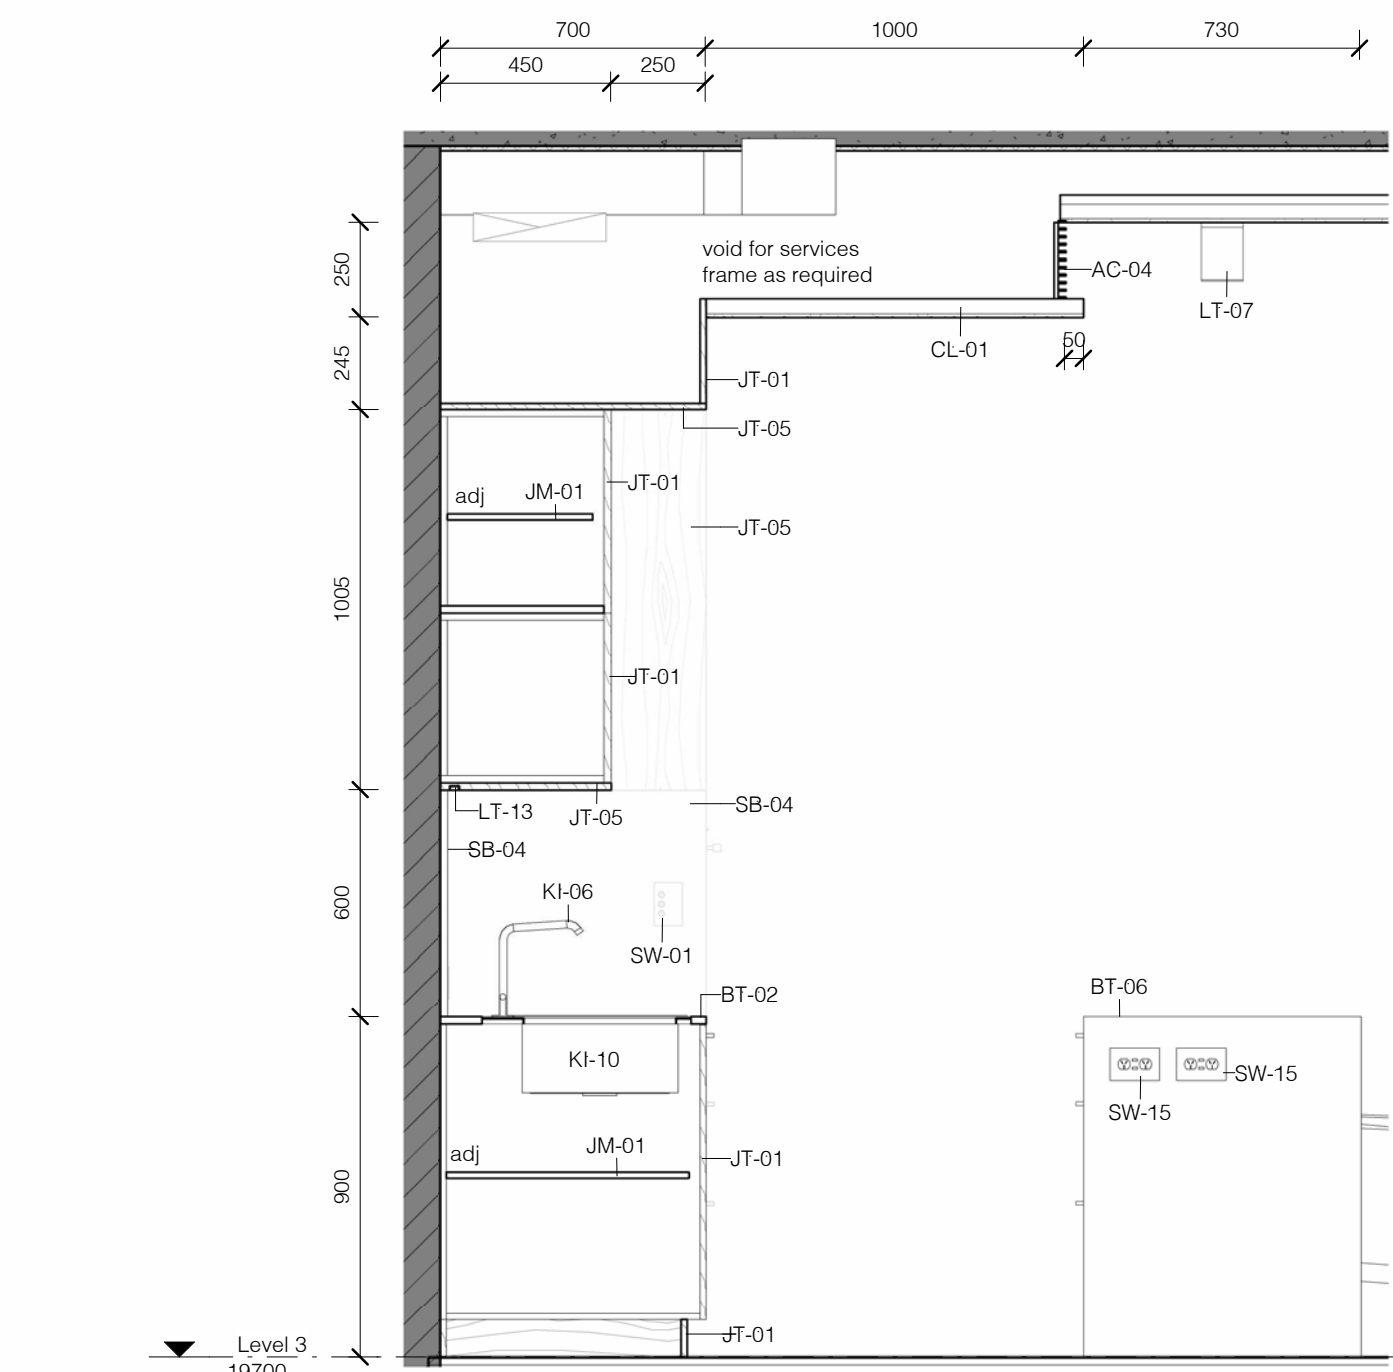 700
1000
730
450
250
void for services
frame as required
250
AC-04
LT-07
CL-01
50
245
JT-01
JT-05
JT-01
adj
JM-01
JT-05
1005
JT-01
LT-13
JT-05
SB-04
SB-04
KI-06
600
SW-01
BT-02
BT-06
KI-10
SW-15
SW-15
adj
JM-01
JT-01
900
JT-01
Level 3
19700